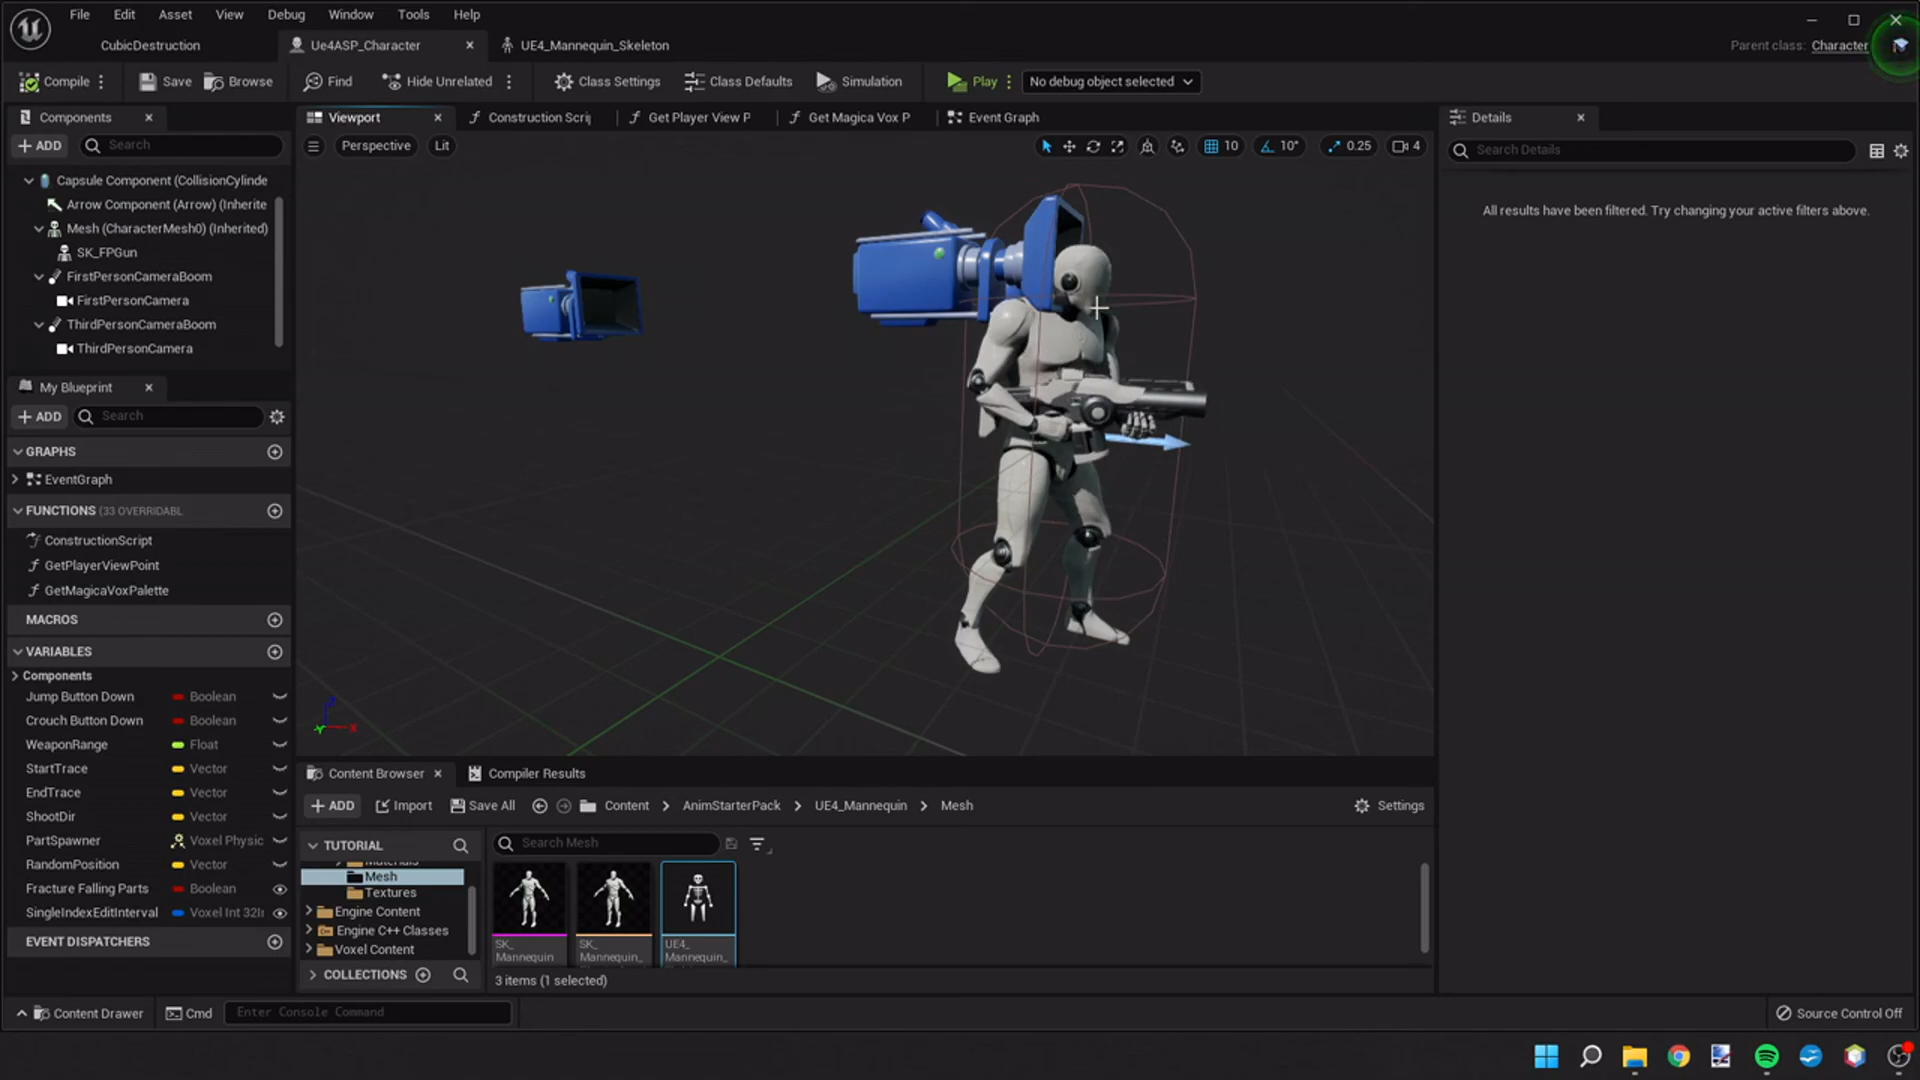 File Edit Asset View Debug Window Tools Help
CubicDestruction Ue4ASP_Character UE4_Mannequin_Skeleton Parent class: Character
Compile Save Browse Find Hide Unrelated Class Settings Class Defaults Simulation Play No debug object selected
Components
ADD Search
Capsule Component (CollisionCylinde
Arrow Component (Arrow) (Inherite
Mesh (CharacterMesh0) (Inherited)
SK_FPGun
FirstPersonCameraBoom
FirstPersonCamera
ThirdPersonCameraBoom
ThirdPersonCamera
My Blueprint
ADD Search
GRAPHS
EventGraph
FUNCTIONS (33 OVERRIDABL
ConstructionScript
GetPlayerViewPoint
GetMagicaVoxPalette
MACROS
VARIABLES
Components
Jump Button Down Boolean
Crouch Button Down Boolean
WeaponRange Float
StartTrace Vector
EndTrace Vector
ShootDir Vector
PartSpawner Voxel Physic
RandomPosition Vector
Fracture Falling Parts Boolean
SingleIndexEditInterval Voxel Int 32Ir
EVENT DISPATCHERS
Viewport Construction Scrip Get Player View P Get Magica Vox P Event Graph
Perspective Lit 10 10° 0.25 4
Z
Y X
Details
Search Details
All results have been filtered. Try changing your active filters above.
Content Browser Compiler Results
ADD Import Save All Content AnimStarterPack UE4_Mannequin Mesh Settings
TUTORIAL Search Mesh
Materials
Mesh
Textures
Engine Content
Engine C++ Classes
Voxel Content
COLLECTIONS
SK_
Mannequin
SK_
Mannequin_
UE4_
Mannequin_
3 items (1 selected)
Content Drawer Cmd Enter Console Command Source Control Off